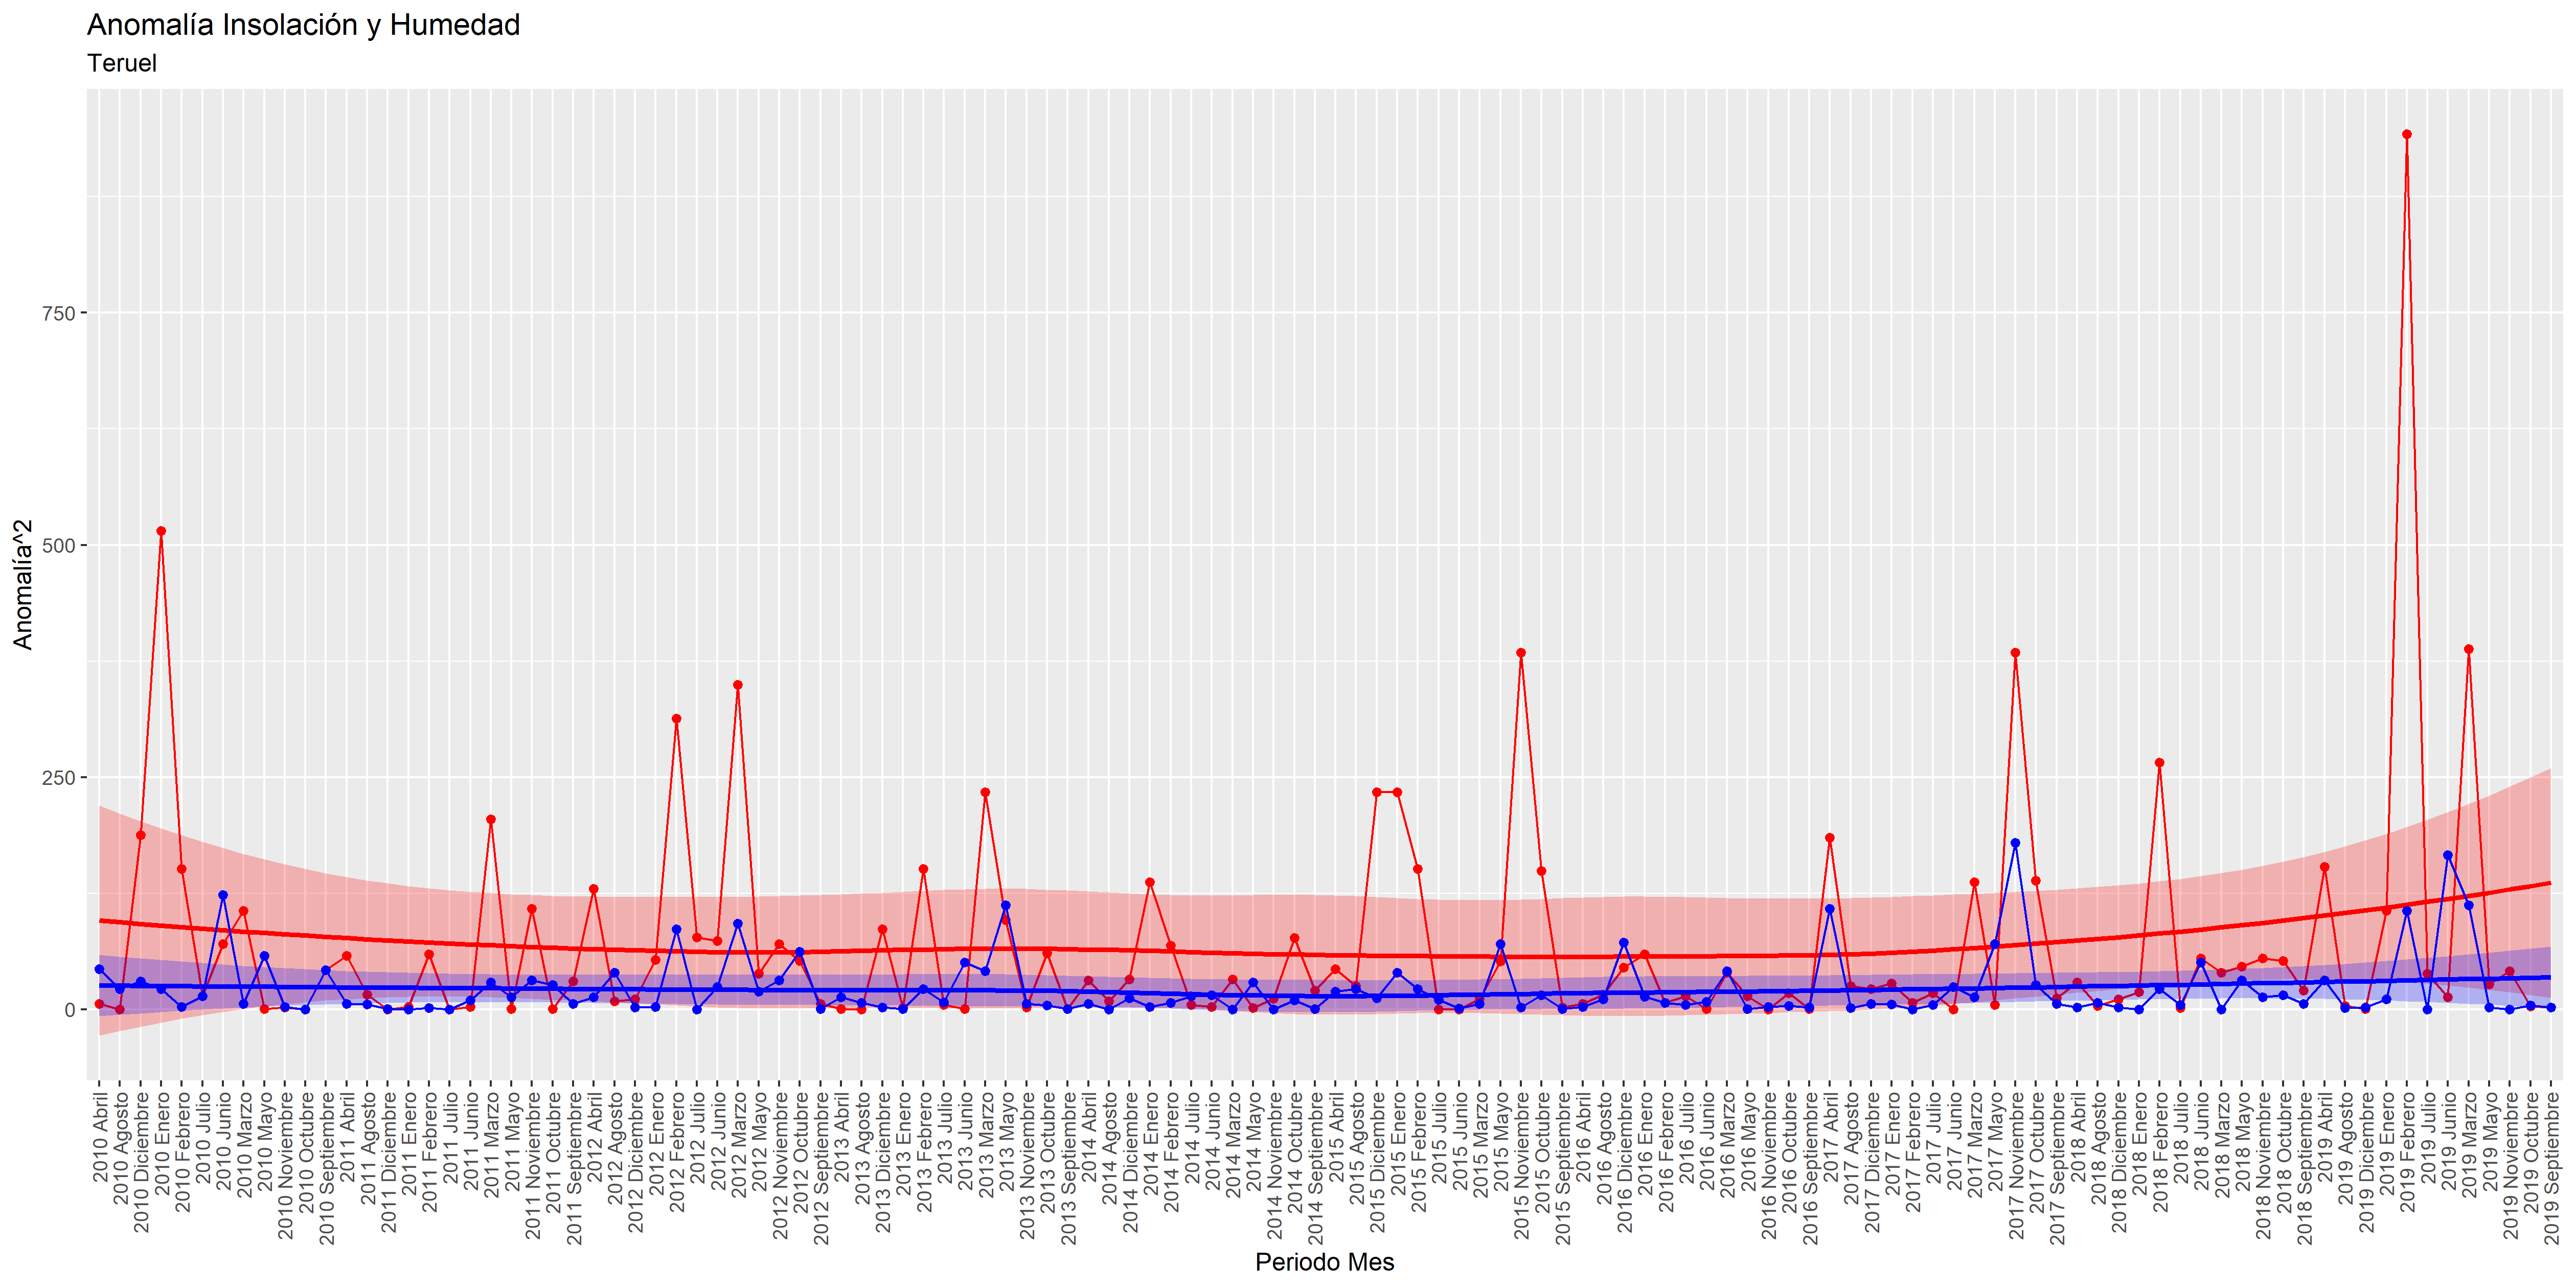 Anomalía Insolación y Humedad
Teruel
Anomalía^2
750
500
250
0
2010 Abril
2010 Agosto
2010 Diciembre
2010 Enero
2010 Febrero
2010 Julio
2010 Junio
2010 Marzo
2010 Mayo
2010 Noviembre
2010 Octubre
2010 Septiembre
2011 Abril
2011 Agosto
2011 Diciembre
2011 Enero
2011 Febrero
2011 Julio
2011 Junio
2011 Marzo
2011 Mayo
2011 Noviembre
2011 Octubre
2011 Septiembre
2012 Abril
2012 Agosto
2012 Diciembre
2012 Enero
2012 Febrero
2012 Julio
2012 Junio
2012 Marzo
2012 Mayo
2012 Noviembre
2012 Octubre
2012 Septiembre
2013 Abril
2013 Agosto
2013 Diciembre
2013 Enero
2013 Febrero
2013 Julio
2013 Junio
2013 Marzo
2013 Mayo
2013 Noviembre
2013 Octubre
2013 Septiembre
2014 Abril
2014 Agosto
2014 Diciembre
2014 Enero
2014 Febrero
2014 Julio
2014 Junio
2014 Marzo
2014 Mayo
2014 Noviembre
2014 Octubre
2014 Septiembre
2015 Abril
2015 Agosto
2015 Diciembre
2015 Enero
2015 Febrero
2015 Julio
2015 Junio
2015 Marzo
2015 Mayo
2015 Noviembre
2015 Octubre
2015 Septiembre
2016 Abril
2016 Agosto
2016 Diciembre
2016 Enero
2016 Febrero
2016 Julio
2016 Junio
2016 Marzo
2016 Mayo
2016 Noviembre
2016 Octubre
2016 Septiembre
2017 Abril
2017 Agosto
2017 Diciembre
2017 Enero
2017 Febrero
2017 Julio
2017 Junio
2017 Marzo
2017 Mayo
2017 Noviembre
2017 Octubre
2017 Septiembre
2018 Abril
2018 Agosto
2018 Diciembre
2018 Enero
2018 Febrero
2018 Julio
2018 Junio
2018 Marzo
2018 Mayo
2018 Noviembre
2018 Octubre
2018 Septiembre
2019 Abril
2019 Agosto
2019 Diciembre
2019 Enero
2019 Febrero
2019 Julio
2019 Junio
2019 Marzo
2019 Mayo
2019 Noviembre
2019 Octubre
2019 Septiembre
Periodo Mes